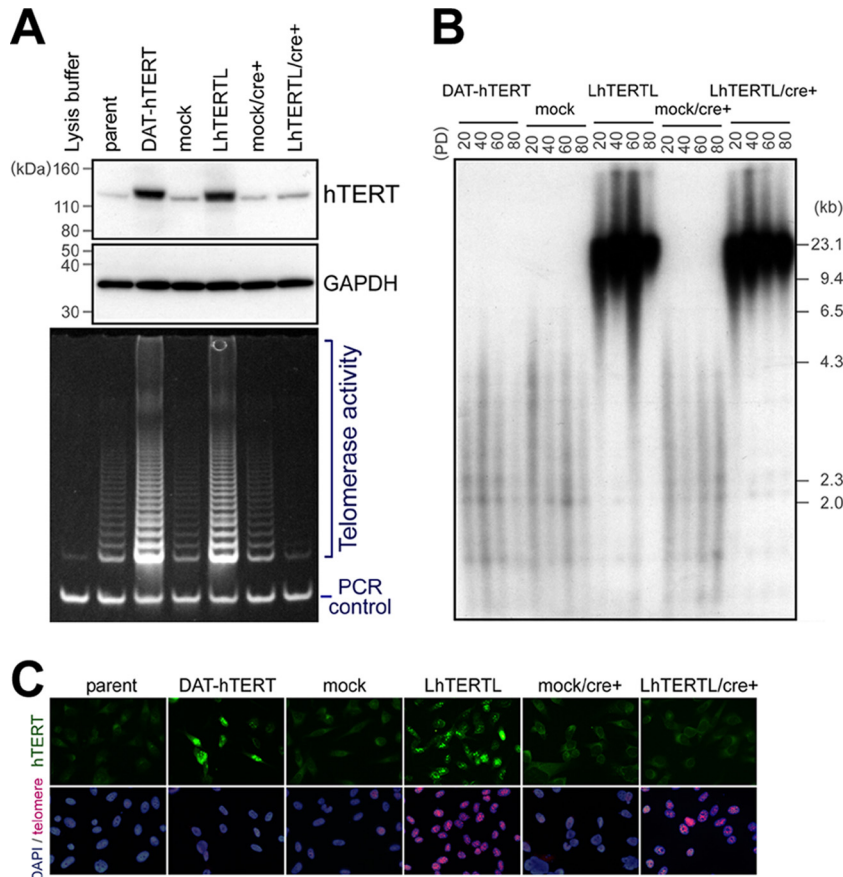 A
Lysis buffer
parent
DAT-hTERT
mock
LhTERTL
mock/cre+
LhTERTL/cre+
(kDa)
160
110
80
hTERT
50
40
30
GAPDH
Telomerase activity
PCR
control
B
DAT-hTERT
LhTERTL
LhTERTL/cre+
mock
mock/cre+
(PD)
20 40 60 80 20 40 60 80 20 40 60 80 20 40 60 80 20 40 60 80
(kb)
23.1
9.4
6.5
4.3
2.3
2.0
C
parent
DAT-hTERT
mock
LhTERTL
mock/cre+
LhTERTL/cre+
hTERT
DAPI / telomere